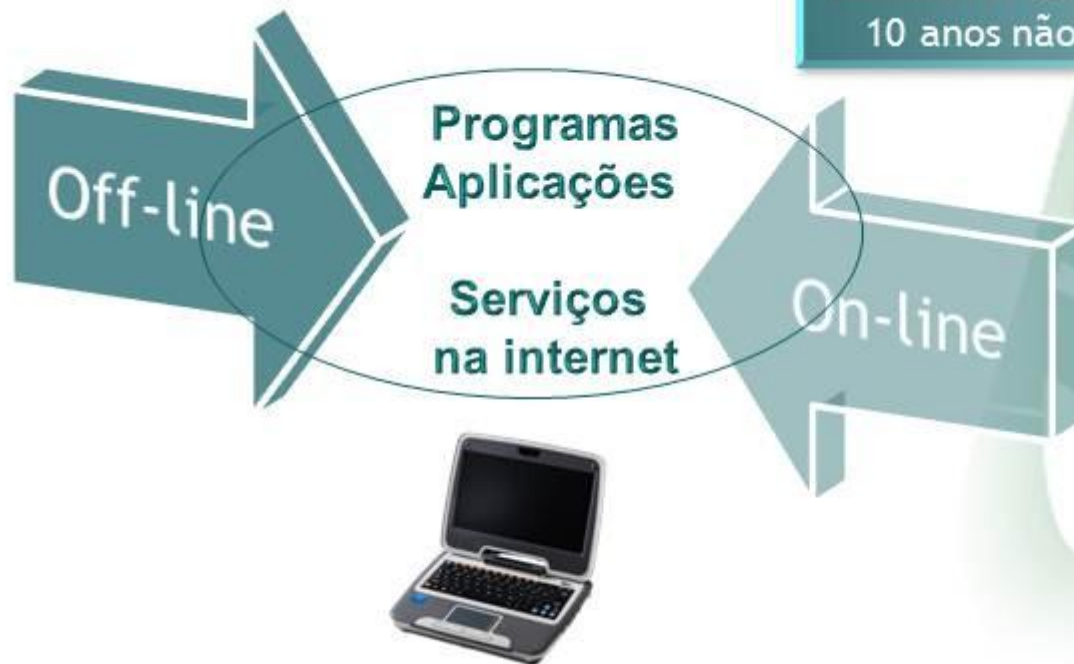 10 anos não
Off-line
Programas
Aplicações
Serviços
na internet
On-line